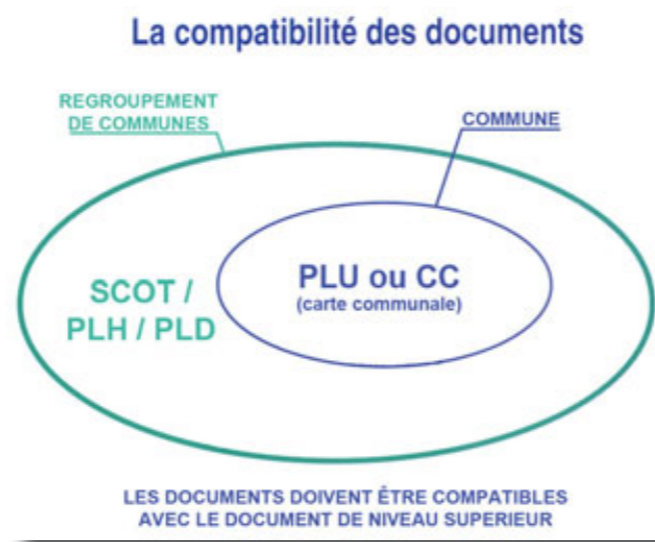 La compatibilité des documents
REGROUPEMENT
DE COMMUNES
COMMUNE
SCOT /
PLH / PLD
PLU ou CC
(carte communale)
LES DOCUMENTS DOIVENT ÊTRE COMPATIBLES
AVEC LE DOCUMENT DE NIVEAU SUPERIEUR